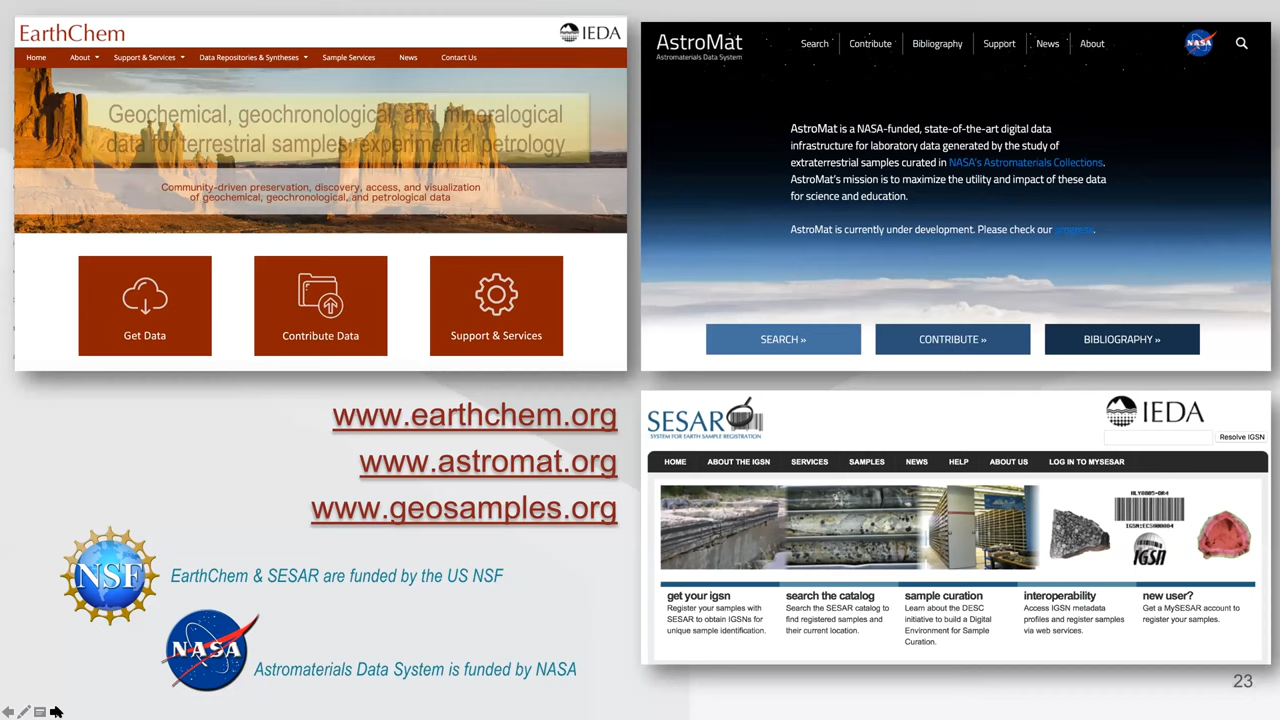 EarthChem
IEDA
Home About Support & Services Data Repositories & Syntheses Sample Services News Contact Us
Geochemical, geochronological, and mineralogical
data for terrestrial samples, experimental petrology
Community-driven preservation, discovery, access, and visualization
of geochemical, geochronological, and petrological data
Get Data
Contribute Data
Support & Services
AstroMat
Astromaterials Data System
Search Contribute Bibliography Support News About
NASA
AstroMat is a NASA-funded, state-of-the-art digital data
infrastructure for laboratory data generated by the study of
extraterrestrial samples curated in NASA's Astromaterials Collections.
AstroMat's mission is to maximize the utility and impact of these data
for science and education.
AstroMat is currently under development. Please check our progress.
SEARCH »
CONTRIBUTE »
BIBLIOGRAPHY »
www.earthchem.org
www.astromat.org
www.geosamples.org
NSF
EarthChem & SESAR are funded by the US NSF
NASA
Astromaterials Data System is funded by NASA
SESAR
SYSTEM FOR EARTH SAMPLE REGISTRATION
IEDA
Resolve IGSN
HOME ABOUT THE IGSN SERVICES SAMPLES NEWS HELP ABOUT US LOG IN TO MYSESAR
HLY0805-DR4
IGSN:EC5000004
IGSN
get your igsn
Register your samples with
SESAR to obtain IGSNs for
unique sample identification.
search the catalog
Search the SESAR catalog to
find registered samples and
their current location.
sample curation
Learn about the DESC
initiative to build a Digital
Environment for Sample
Curation.
interoperability
Access IGSN metadata
profiles and register samples
via web services.
new user?
Get a MySESAR account to
register your samples.
23